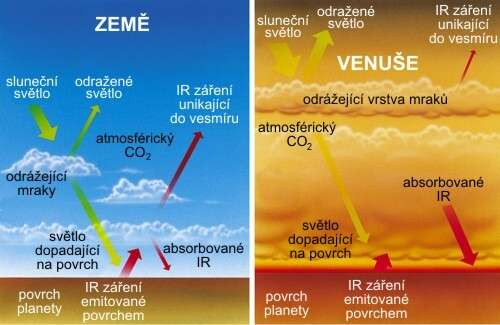 ZEMĚ
sluneční
světlo
odražené
světlo
IR záření
unikající
do vesmíru
atmosférický
CO2
odrážející
mraky
světlo
dopadající
na povrch
absorbované
IR
povrch
planety
IR záření
emitované
povrchem
sluneční
světlo
odražené
světlo
IR záření
unikající
do vesmíru
VENUŠE
odrážející vrstva mraků
atmosférický
CO2
absorbované
IR
světlo
dopadající
na povrch
povrch
planety
IR záření
emitované
povrchem